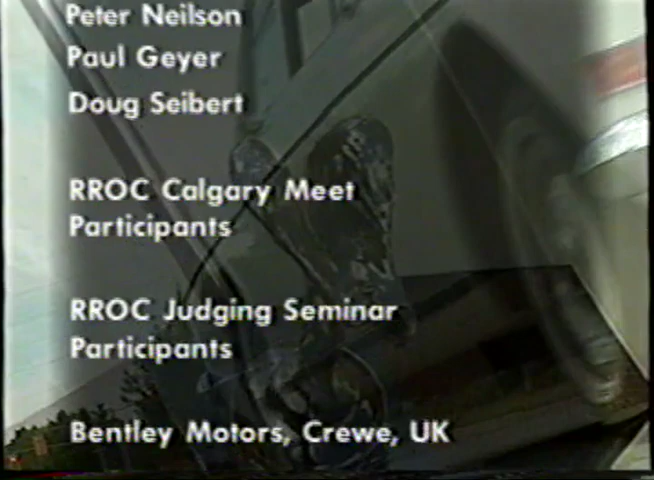 Peter Neilson
Paul Geyer
Doug Seibert
RROC Calgary Meet
Participants
RROC Judging Seminar
Participants
Bentley Motors, Crewe, UK